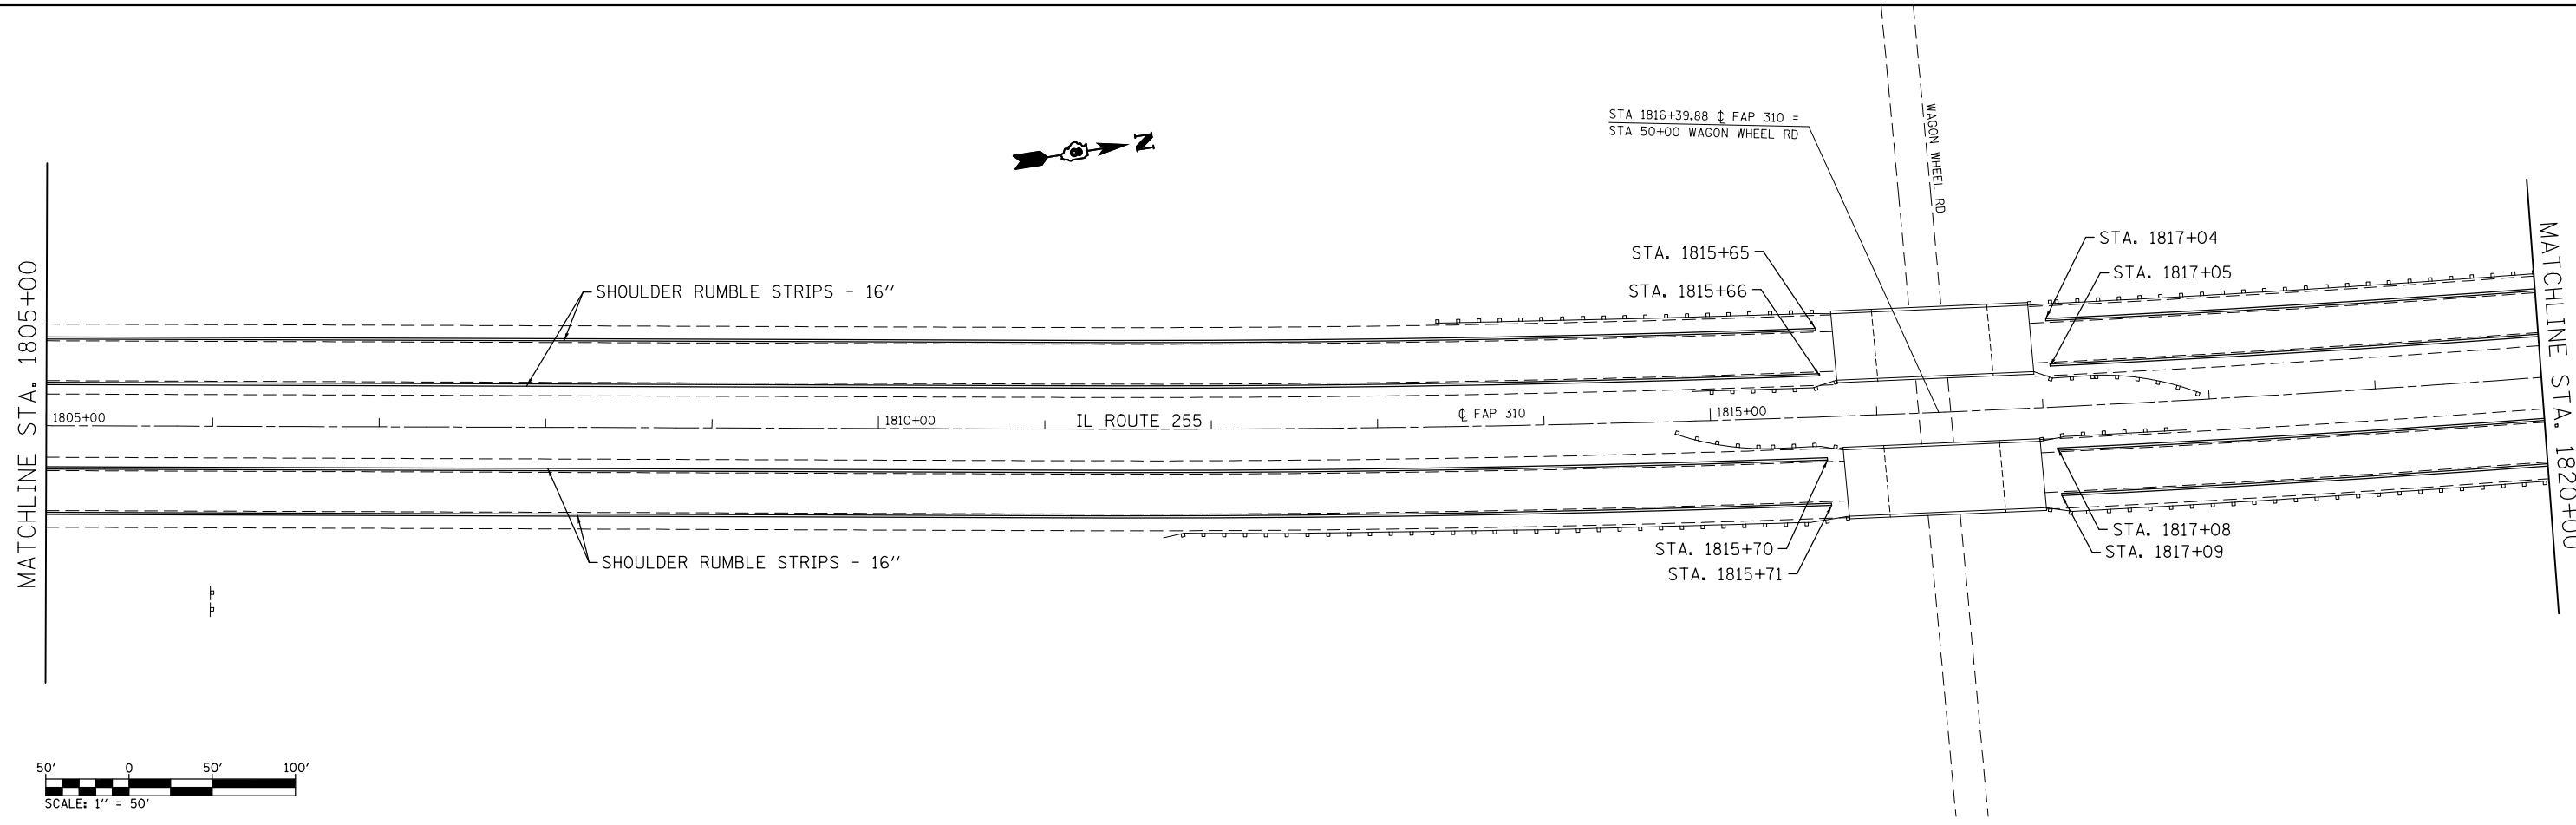 STA 1816+39.88 ℄ FAP 310 =
STA 50+00 WAGON WHEEL RD
WAGON WHEEL RD
N
MATCHLINE STA. 1805+00
MATCHLINE STA. 1820+00
STA. 1815+65
STA. 1815+66
STA. 1817+04
STA. 1817+05
SHOULDER RUMBLE STRIPS - 16"
1805+00
1810+00
IL ROUTE 255
℄ FAP 310
1815+00
STA. 1815+70
STA. 1815+71
STA. 1817+08
STA. 1817+09
SHOULDER RUMBLE STRIPS - 16"
50' 0 50' 100'
SCALE: 1" = 50'